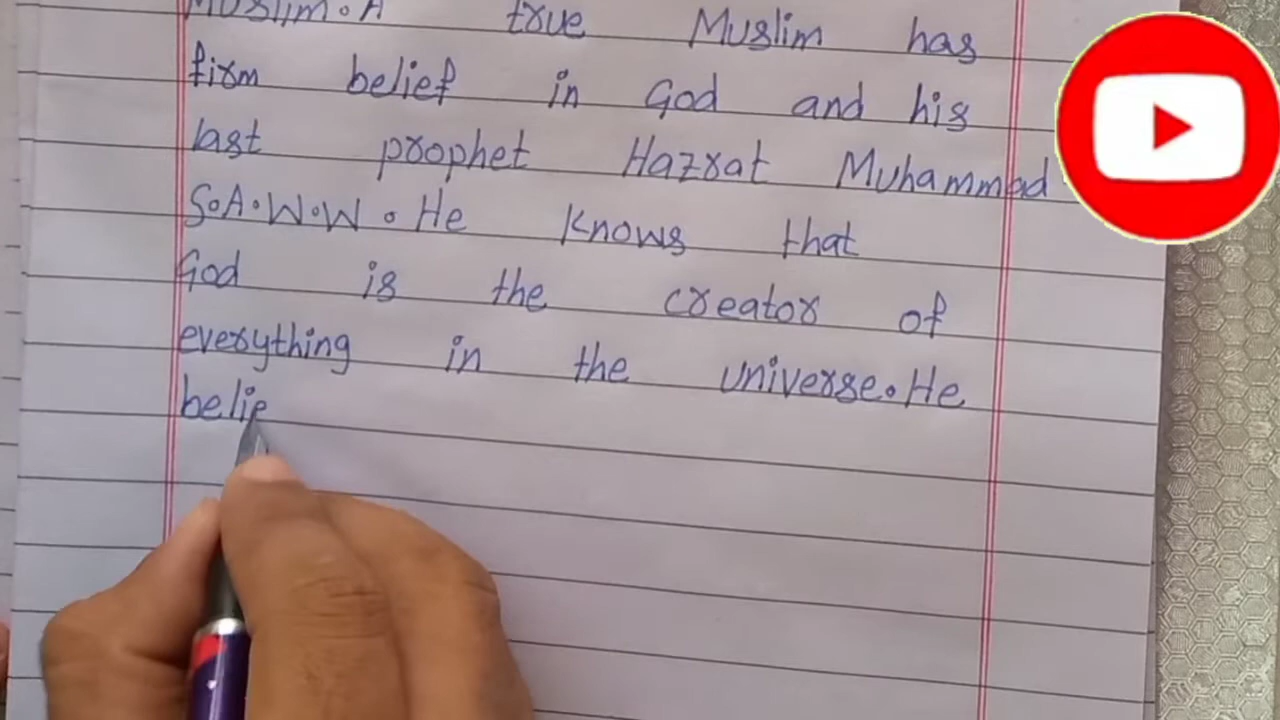 Muslim. A true Muslim has
firm belief in God and his
last prophet Hazrat Muhammad
S.A.W.W. He knows that
God is the creator of
everything in the universe. He
belie